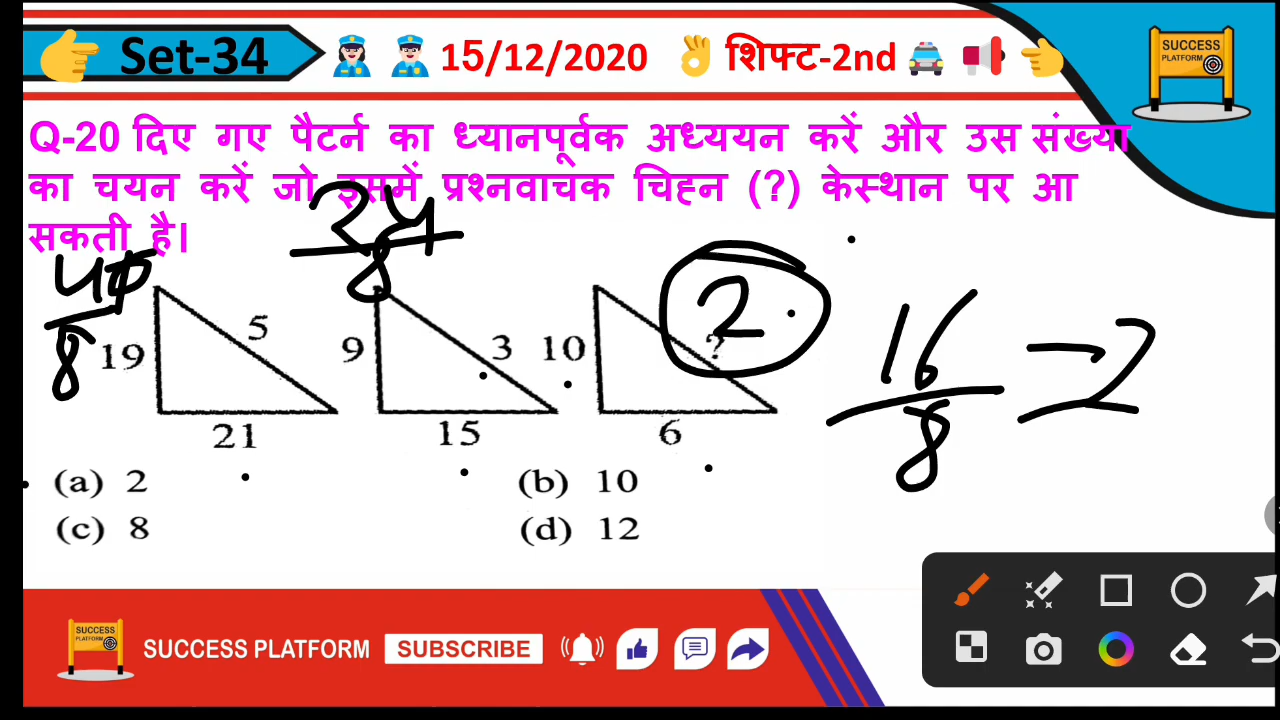 Set-34 15/12/2020 शिफ्ट-2nd
SUCCESS
PLATFORM
Q-20 दिए गए पैटर्न का ध्यानपूर्वक अध्ययन करें और उस संख्या
का चयन करें जो इसमें प्रश्नवाचक चिह्न (?) केस्थान पर आ
सकती है।
40
8
24
8
2
16
8
2
19 5 21
9 3 15
10 ? 6
(a) 2 (b) 10
(c) 8 (d) 12
SUCCESS
PLATFORM
SUCCESS PLATFORM SUBSCRIBE